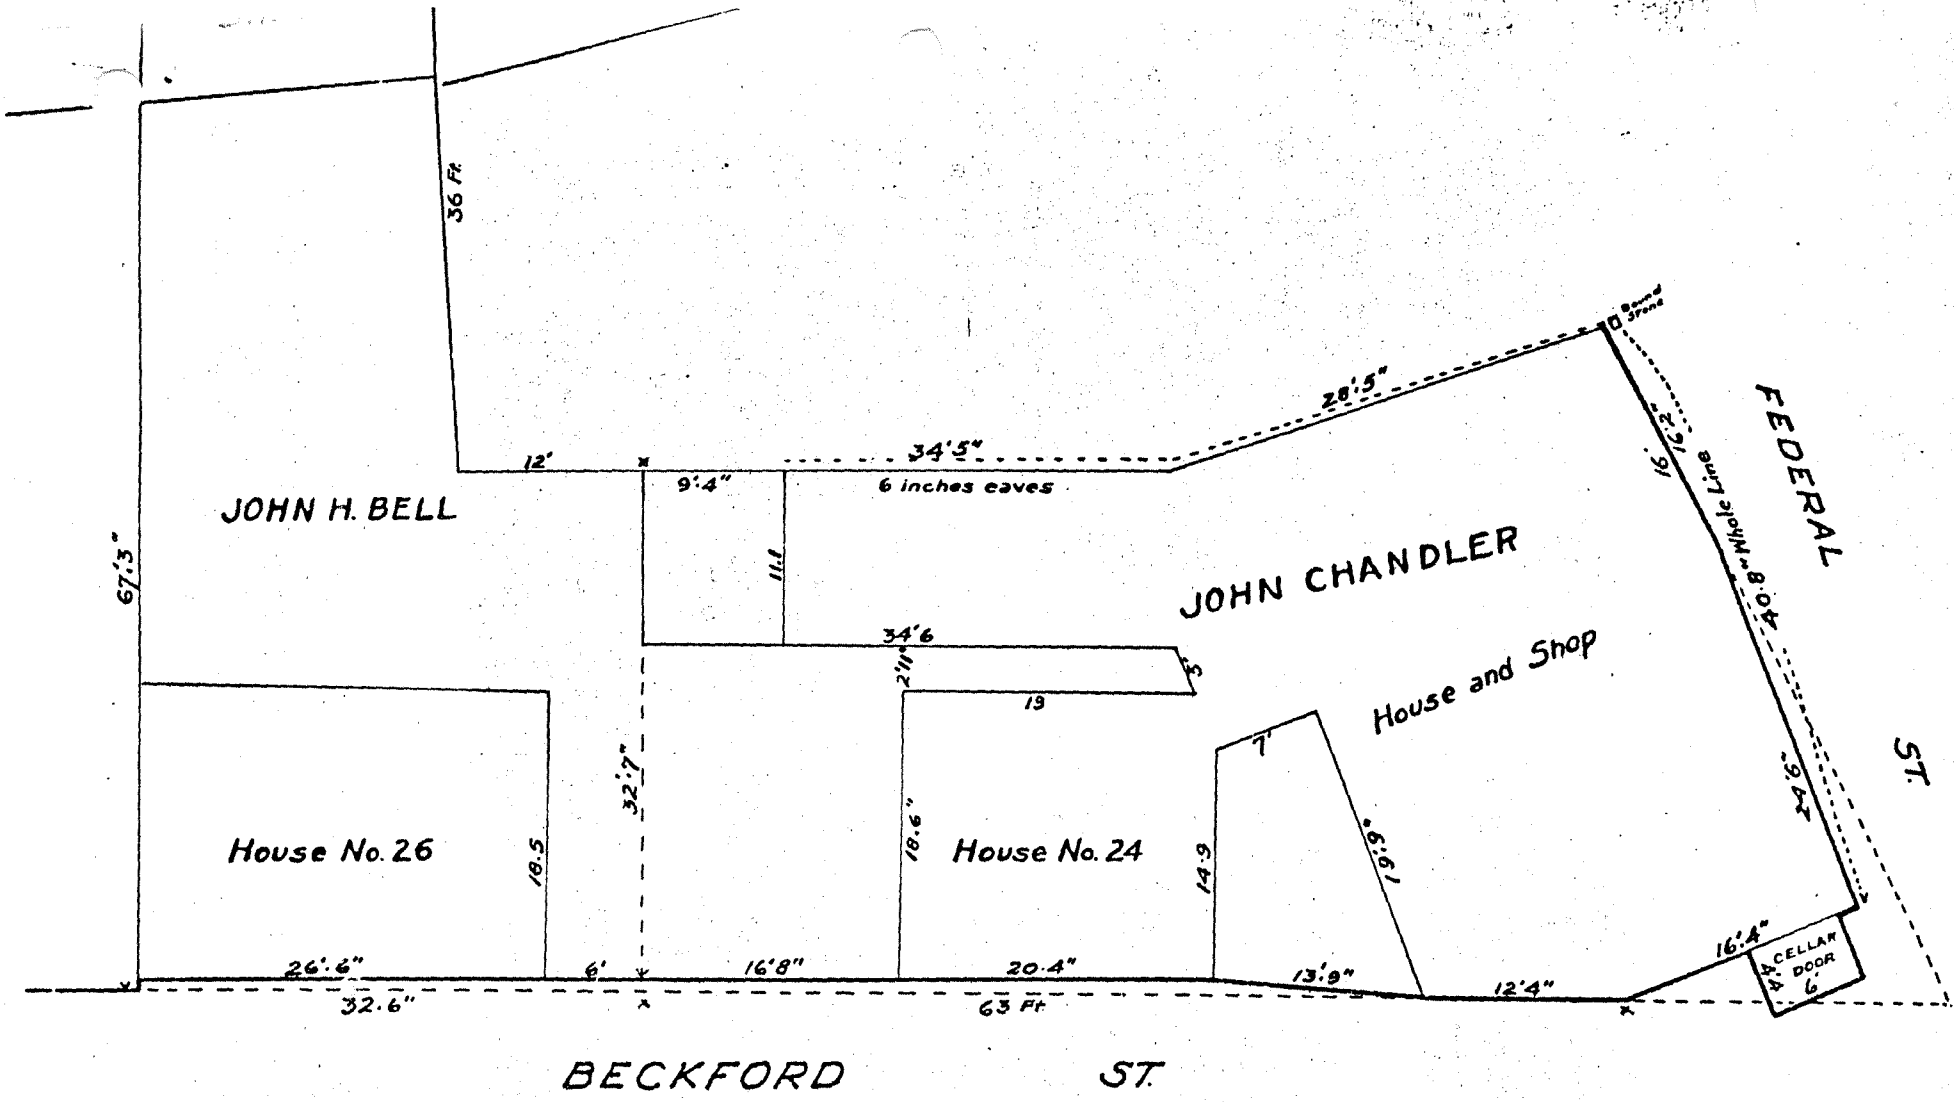 36 Ft.
Bound
Stone
28'.5"
16'.2"
16'.
FEDERAL
ST.
12'
34'5"
9'.4"
6 inches eaves
JOHN H. BELL
67'.3"
11.1
JOHN CHANDLER
40.8" Whole Line
34'6
2'11"
3'
19
House and Shop
7'
32'.7"
24'.6"
House No. 26
18.5
18.6"
House No. 24
14.9
19'.9"
26'.6"
6'
16'8"
20.4"
13'.9"
12'4"
16'.4"
CELLAR
DOOR
4'.4
6'
32.6"
63 Ft.
BECKFORD ST.